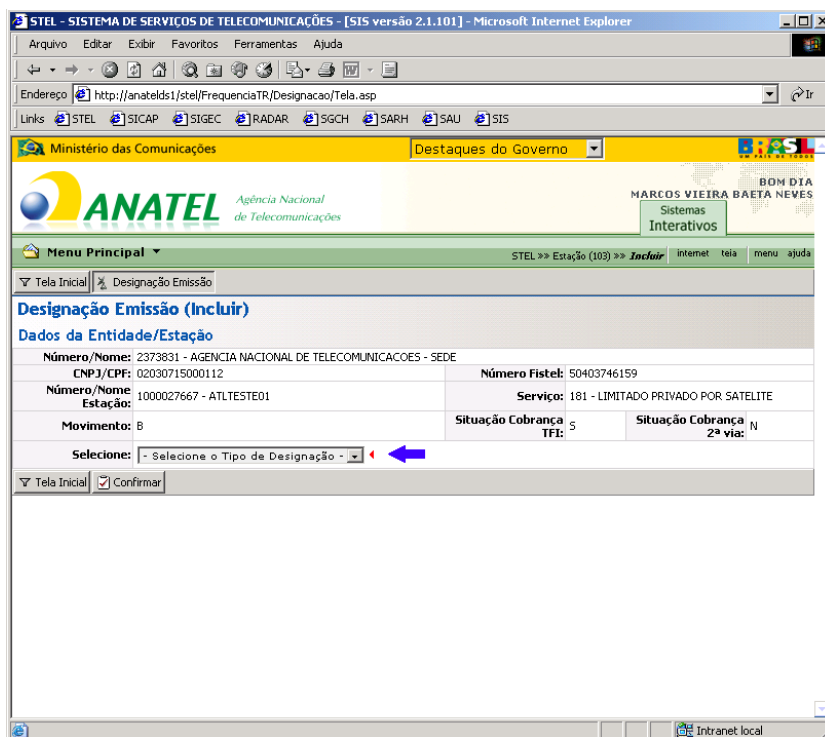 STEL - SISTEMA DE SERVIÇOS DE TELECOMUNICAÇÕES - [SIS versão 2.1.101] - Microsoft Internet Explorer
Arquivo Editar Exibir Favoritos Ferramentas Ajuda
Endereço http://anatelds1/stel/FrequenciaTR/Designacao/Tela.asp Ir
Links STEL SICAP SIGEC RADAR SGCH SARH SAU SIS
Ministério das Comunicações Destaques do Governo BRASIL
UM PAÍS DE TODOS
BOM DIA
MARCOS VIEIRA BAETA NEVES
ANATEL Agência Nacional
de Telecomunicações
Sistemas
Interativos
Menu Principal STEL »» Estação (103) »» Incluir internet teia menu ajuda
Tela Inicial Designação Emissão
Designação Emissão (Incluir)
Dados da Entidade/Estação
Número/Nome: 2373831 - AGENCIA NACIONAL DE TELECOMUNICACOES - SEDE
CNPJ/CPF: 02030715000112 Número Fistel: 50403746159
Número/Nome Estação: 1000027667 - ATLTESTE01 Serviço: 181 - LIMITADO PRIVADO POR SATELITE
Movimento: B Situação Cobrança TFI: S Situação Cobrança 2ª via: N
Selecione: - Selecione o Tipo de Designação -
Tela Inicial Confirmar
Intranet local